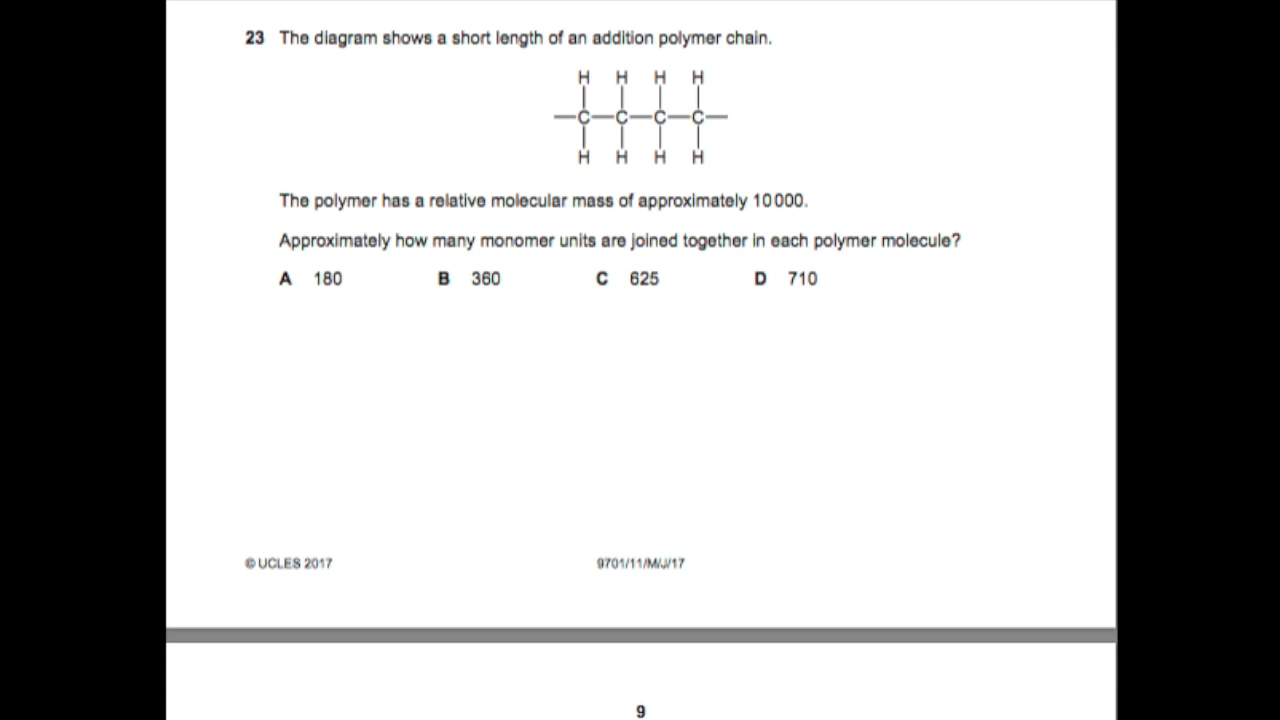 23 The diagram shows a short length of an addition polymer chain.
H H H H
C C C C
H H H H
The polymer has a relative molecular mass of approximately 10 000.
Approximately how many monomer units are joined together in each polymer molecule?
A 180 B 360 C 625 D 710
© UCLES 2017 9701/11/M/J/17
9